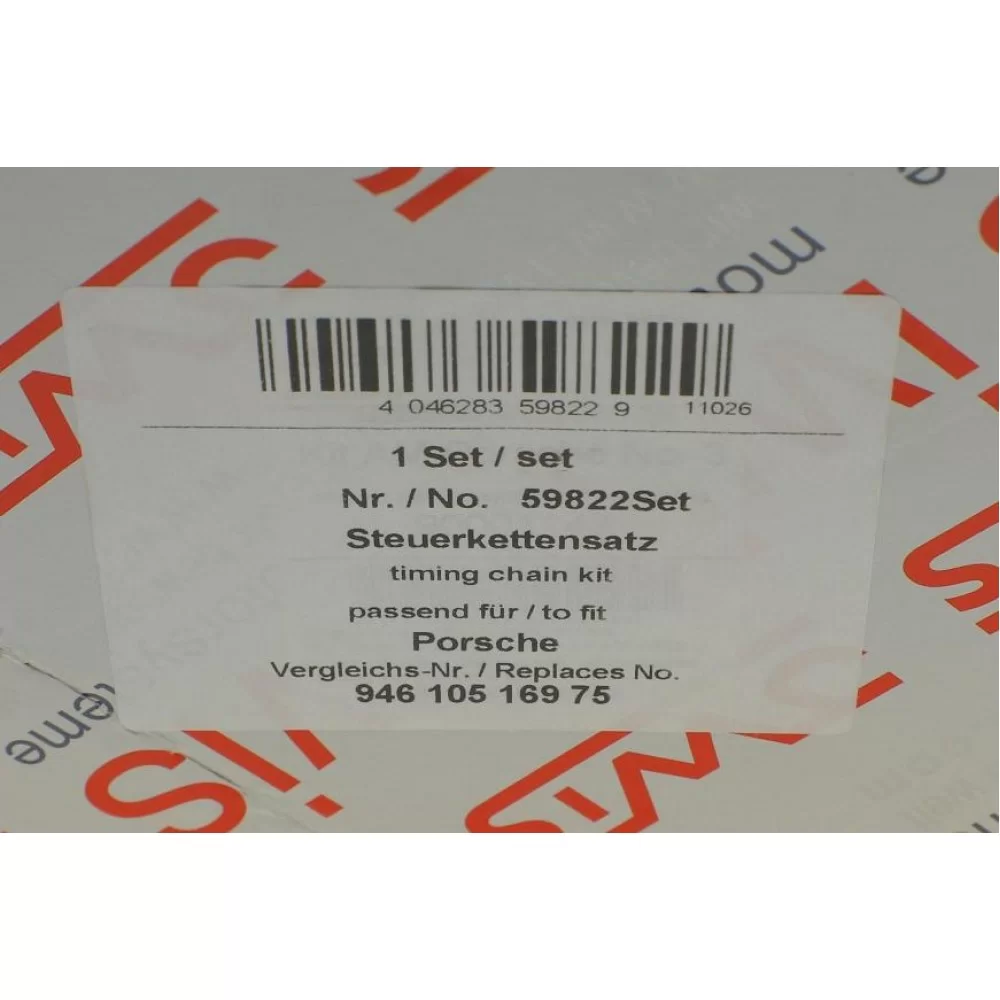 4 046283 59822 9 11026
1 Set / set
Nr. / No. 59822Set
Steuerkettensatz
timing chain kit
passend für / to fit
Porsche
Vergleichs-Nr. / Replaces No.
946 105 169 75